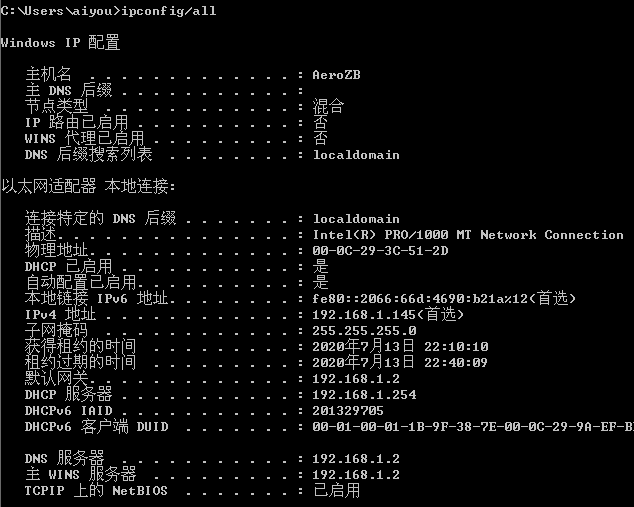 C:\Users\aiyou>ipconfig/all
Windows IP 配置
主机名 . . . . . . . . . . . . . : AeroZB
主 DNS 后缀 . . . . . . . . . . . :
节点类型 . . . . . . . . . . . . : 混合
IP 路由已启用 . . . . . . . . . . : 否
WINS 代理已启用 . . . . . . . . . : 否
DNS 后缀搜索列表 . . . . . . . . : localdomain
以太网适配器 本地连接:
连接特定的 DNS 后缀 . . . . . . . : localdomain
描述. . . . . . . . . . . . . . . : Intel(R) PRO/1000 MT Network Connection
物理地址. . . . . . . . . . . . . : 00-0C-29-3C-51-2D
DHCP 已启用 . . . . . . . . . . . : 是
自动配置已启用. . . . . . . . . . : 是
本地链接 IPv6 地址. . . . . . . . : fe80::2066:66d:4690:b21a%12(首选)
IPv4 地址 . . . . . . . . . . . . : 192.168.1.145(首选)
子网掩码 . . . . . . . . . . . . : 255.255.255.0
获得租约的时间 . . . . . . . . . : 2020年7月13日 22:10:10
租约过期的时间 . . . . . . . . . : 2020年7月13日 22:40:09
默认网关. . . . . . . . . . . . . : 192.168.1.2
DHCP 服务器 . . . . . . . . . . . : 192.168.1.254
DHCPv6 IAID . . . . . . . . . . . : 201329705
DHCPv6 客户端 DUID . . . . . . . : 00-01-00-01-1B-9F-38-7E-00-0C-29-9A-EF-B
DNS 服务器 . . . . . . . . . . . : 192.168.1.2
主 WINS 服务器 . . . . . . . . . : 192.168.1.2
TCPIP 上的 NetBIOS . . . . . . . : 已启用